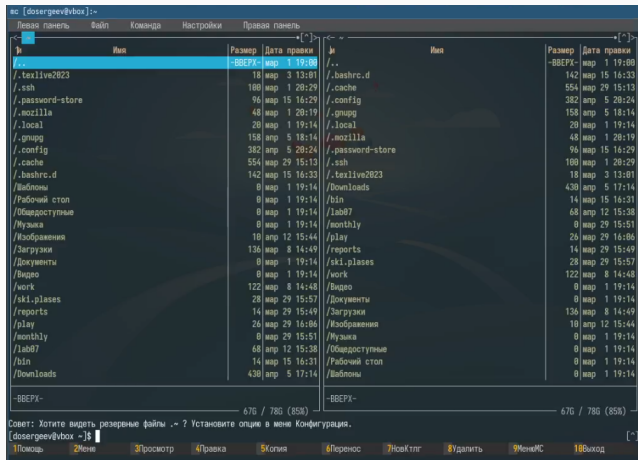 mc [dosergeev@vbox]:~
Левая панель Файл Команда Настройки Правая панель
<- ~ .[^]> <- ~ .[^]>
Имя Размер Дата правки Имя Размер Дата правки
/.. -ВВЕРХ- мар 1 19:00 /.. -ВВЕРХ- мар 1 19:00
/.texlive2023 18 мар 3 13:01 /.bashrc.d 142 мар 15 16:33
/.ssh 100 мар 1 20:29 /.cache 554 мар 29 15:13
/.password-store 96 мар 15 16:29 /.config 382 апр 5 20:24
/.mozilla 48 мар 1 20:19 /.gnupg 158 апр 5 18:14
/.local 20 мар 1 19:14 /.local 20 мар 1 19:14
/.gnupg 158 апр 5 18:14 /.mozilla 48 мар 1 20:19
/.config 382 апр 5 20:24 /.password-store 96 мар 15 16:29
/.cache 554 мар 29 15:13 /.ssh 100 мар 1 20:29
/.bashrc.d 142 мар 15 16:33 /.texlive2023 18 мар 3 13:01
/Шаблоны 0 мар 1 19:14 /Downloads 430 апр 5 17:14
/Рабочий стол 0 мар 1 19:14 /bin 14 мар 15 16:31
/Общедоступные 0 мар 1 19:14 /lab07 68 апр 12 15:38
/Музыка 0 мар 1 19:14 /monthly 0 мар 29 15:51
/Изображения 10 апр 12 15:44 /play 26 мар 29 16:06
/Загрузки 136 мар 8 14:49 /reports 14 мар 29 15:49
/Документы 0 мар 1 19:14 /ski.plases 28 мар 29 15:57
/Видео 0 мар 1 19:14 /work 122 мар 8 14:48
/work 122 мар 8 14:48 /Видео 0 мар 1 19:14
/ski.plases 28 мар 29 15:57 /Документы 0 мар 1 19:14
/reports 14 мар 29 15:49 /Загрузки 136 мар 8 14:49
/play 26 мар 29 16:06 /Изображения 10 апр 12 15:44
/monthly 0 мар 29 15:51 /Музыка 0 мар 1 19:14
/lab07 68 апр 12 15:38 /Общедоступные 0 мар 1 19:14
/bin 14 мар 15 16:31 /Рабочий стол 0 мар 1 19:14
/Downloads 430 апр 5 17:14 /Шаблоны 0 мар 1 19:14
-ВВЕРХ- -ВВЕРХ-
67G / 78G (85%) 67G / 78G (85%)
Совет: Хотите видеть резервные файлы .~ ? Установите опцию в меню Конфигурация.
[dosergeev@vbox ~]$ [^]
1Помощь 2Меню 3Просмотр 4Правка 5Копия 6Перенос 7НовКтлг 8Удалить 9МенюМС 10Выход